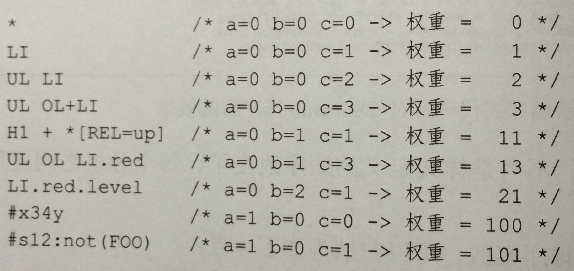 * /* a=0 b=0 c=0 -> 权重 = 0 */
LI /* a=0 b=0 c=1 -> 权重 = 1 */
UL LI /* a=0 b=0 c=2 -> 权重 = 2 */
UL OL+LI /* a=0 b=0 c=3 -> 权重 = 3 */
H1 + *[REL=up] /* a=0 b=1 c=1 -> 权重 = 11 */
UL OL LI.red /* a=0 b=1 c=3 -> 权重 = 13 */
LI.red.level /* a=0 b=2 c=1 -> 权重 = 21 */
#x34y /* a=1 b=0 c=0 -> 权重 = 100 */
#s12:not(FOO) /* a=1 b=0 c=1 -> 权重 = 101 */